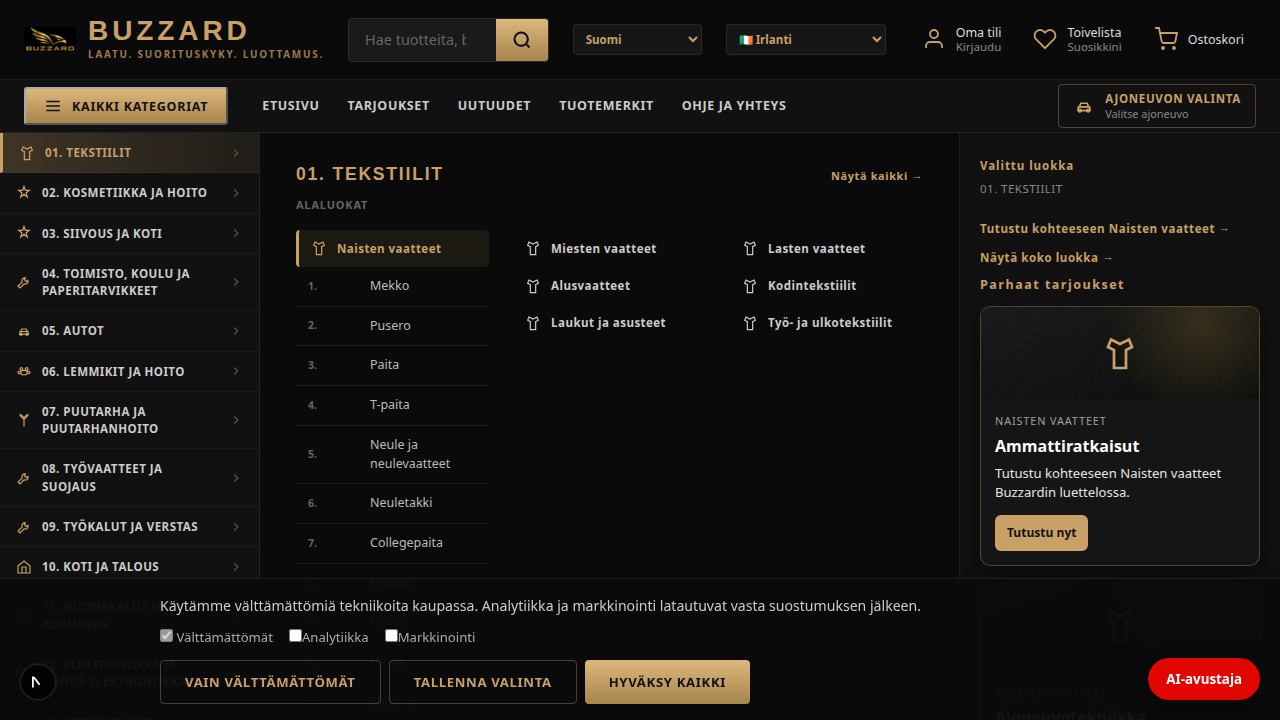 BUZZARD
BUZZARD
LAATU. SUORITUSKYKY. LUOTTAMUS.
Hae tuotteita, b
Suomi
Irlanti
Oma tili
Kirjaudu
Toivelista
Suosikkini
Ostoskori
KAIKKI KATEGORIAT
ETUSIVU
TARJOUKSET
UUTUUDET
TUOTEMERKIT
OHJE JA YHTEYS
AJONEUVON VALINTA
Valitse ajoneuvo
01. TEKSTIILIT
02. KOSMETIIKKA JA HOITO
03. SIIVOUS JA KOTI
04. TOIMISTO, KOULU JA
PAPERITARVIKKEET
05. AUTOT
06. LEMMIKIT JA HOITO
07. PUUTARHA JA
PUUTARHANHOITO
08. TYÖVAATTEET JA
SUOJAUS
09. TYÖKALUT JA VERSTAS
10. KOTI JA TALOUS
01. TEKSTIILIT
Näytä kaikki →
ALALUOKAT
Naisten vaatteet
Miesten vaatteet
Lasten vaatteet
Alusvaatteet
Kodintekstiilit
Laukut ja asusteet
Työ- ja ulkotekstiilit
1. Mekko
2. Pusero
3. Paita
4. T-paita
5. Neule ja
neulevaatteet
6. Neuletakki
7. Collegepaita
Valittu luokka
01. TEKSTIILIT
Tutustu kohteeseen Naisten vaatteet →
Näytä koko luokka →
Parhaat tarjoukset
NAISTEN VAATTEET
Ammattiratkaisut
Tutustu kohteeseen Naisten vaatteet
Buzzardin luettelossa.
Tutustu nyt
Käytämme välttämättömiä tekniikoita kaupassa. Analytiikka ja markkinointi latautuvat vasta suostumuksen jälkeen.
Välttämättömät
Analytiikka
Markkinointi
VAIN VÄLTTÄMÄTTÖMÄT
TALLENNA VALINTA
HYVÄKSY KAIKKI
AI-avustaja